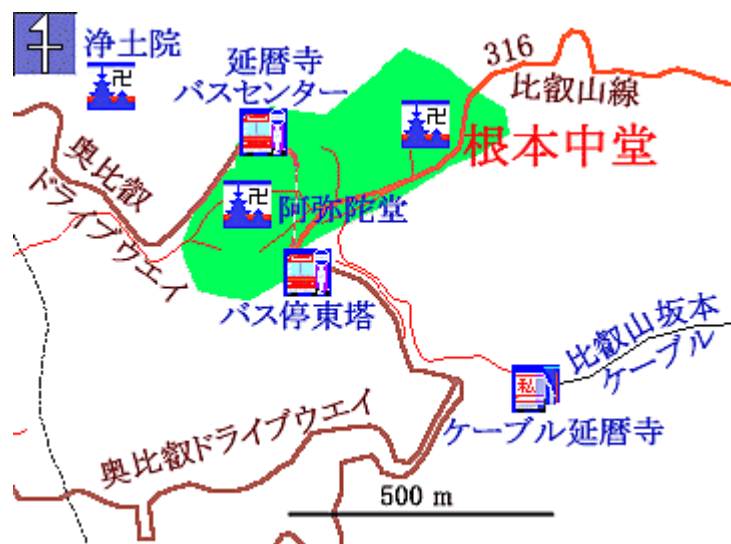 浄土院
延暦寺
バスセンター
316
比叡山線
根本中堂
奥比叡
ドライブウエイ
卍
卍
卍
阿弥陀堂
バス停東塔
比叡山坂本
ケーブル
私
ケーブル延暦寺
奥比叡ドライブウエイ
500 m